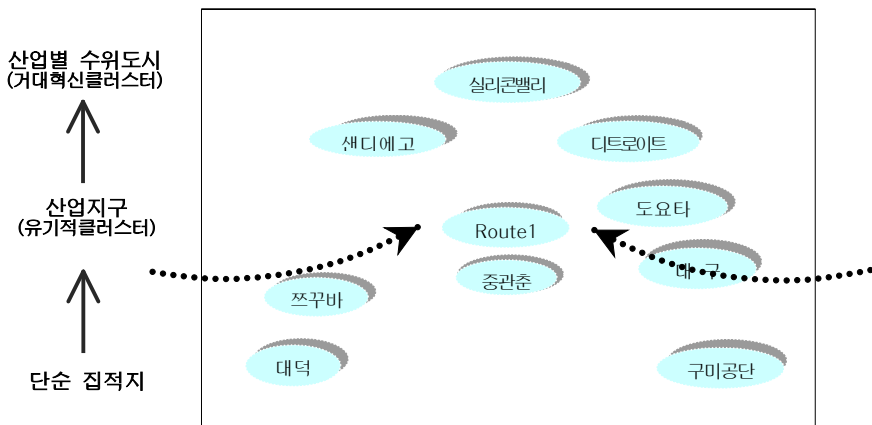 산업별 수위도시
(거대혁신클러스터)
실리콘밸리
샌디에고
디트로이트
산업지구
(유기적클러스터)
도요타
Route1
대 구
중관춘
쯔꾸바
대덕
구미공단
단순 집적지